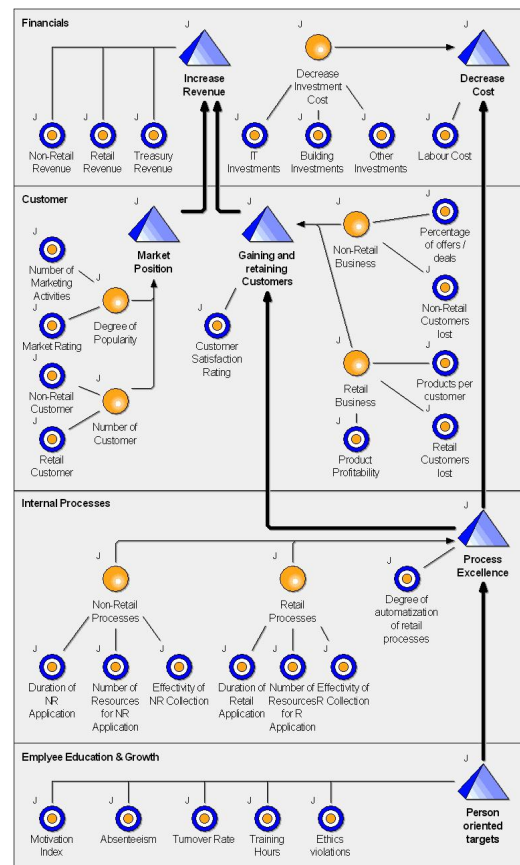 Financials
Increase
Revenue
Decrease
Investment
Cost
Decrease
Cost
Non-Retail
Revenue
Retail
Revenue
Treasury
Revenue
IT
Investments
Building
Investments
Other
Investments
Labour Cost
Customer
Market
Position
Gaining and
retaining
Customers
Non-Retail
Business
Percentage
of offers /
deals
Number of
Marketing
Activities
Degree of
Popularity
Market Rating
Customer
Satisfaction
Rating
Non-Retail
Customers
lost
Non-Retail
Customer
Number of
Customer
Retail
Customer
Retail
Business
Products per
customer
Product
Profitability
Retail
Customers
lost
Internal Processes
Process
Excellence
Non-Retail
Processes
Retail
Processes
Degree of
automatization
of retail
processes
Duration of
NR
Application
Number of
Resources
for NR
Application
Effectivity of
NR Collection
Duration of
Retail
Application
Number of
Resources
for R
Application
Effectivity of
R Collection
Emplyee Education & Growth
Person
oriented
targets
Motivation
Index
Absenteeism
Turnover Rate
Training
Hours
Ethics
violations